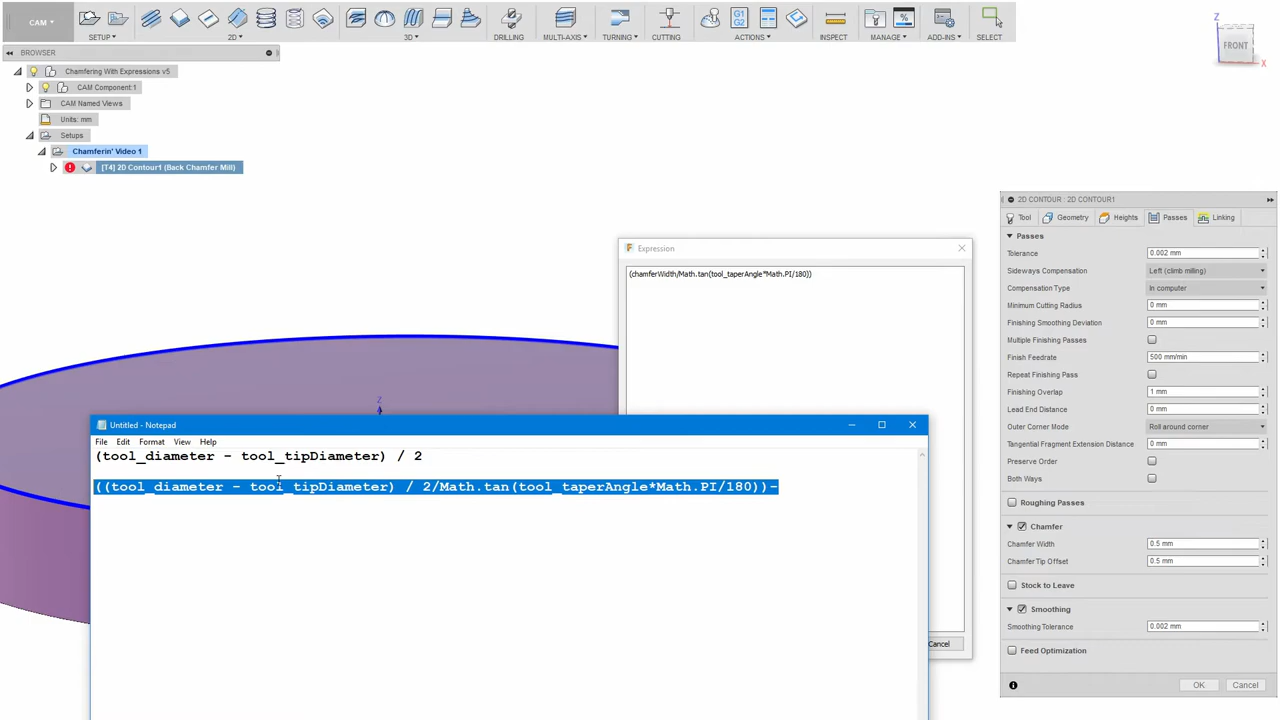 CAM
SETUP
2D
3D
DRILLING
MULTI-AXIS
TURNING
CUTTING
G1
G2
ACTIONS
INSPECT
MANAGE
ADD-INS
SELECT
Z
FRONT
X
BROWSER
Chamfering With Expressions v5
CAM Component:1
CAM Named Views
Units: mm
Setups
Chamferin' Video 1
[T4] 2D Contour1 (Back Chamfer Mill)
Z
Expression
(chamferWidth/Math.tan(tool_taperAngle*Math.PI/180))
Cancel
Untitled - Notepad
File Edit Format View Help
(tool_diameter - tool_tipDiameter) / 2
((tool_diameter - tool_tipDiameter) / 2/Math.tan(tool_taperAngle*Math.PI/180))-
2D CONTOUR : 2D CONTOUR1
Tool Geometry Heights Passes Linking
Passes
Tolerance 0.002 mm
Sideways Compensation Left (climb milling)
Compensation Type In computer
Minimum Cutting Radius 0 mm
Finishing Smoothing Deviation 0 mm
Multiple Finishing Passes
Finish Feedrate 500 mm/min
Repeat Finishing Pass
Finishing Overlap 1 mm
Lead End Distance 0 mm
Outer Corner Mode Roll around corner
Tangential Fragment Extension Distance 0 mm
Preserve Order
Both Ways
Roughing Passes
Chamfer
Chamfer Width 0.5 mm
Chamfer Tip Offset 0.5 mm
Stock to Leave
Smoothing
Smoothing Tolerance 0.002 mm
Feed Optimization
OK Cancel